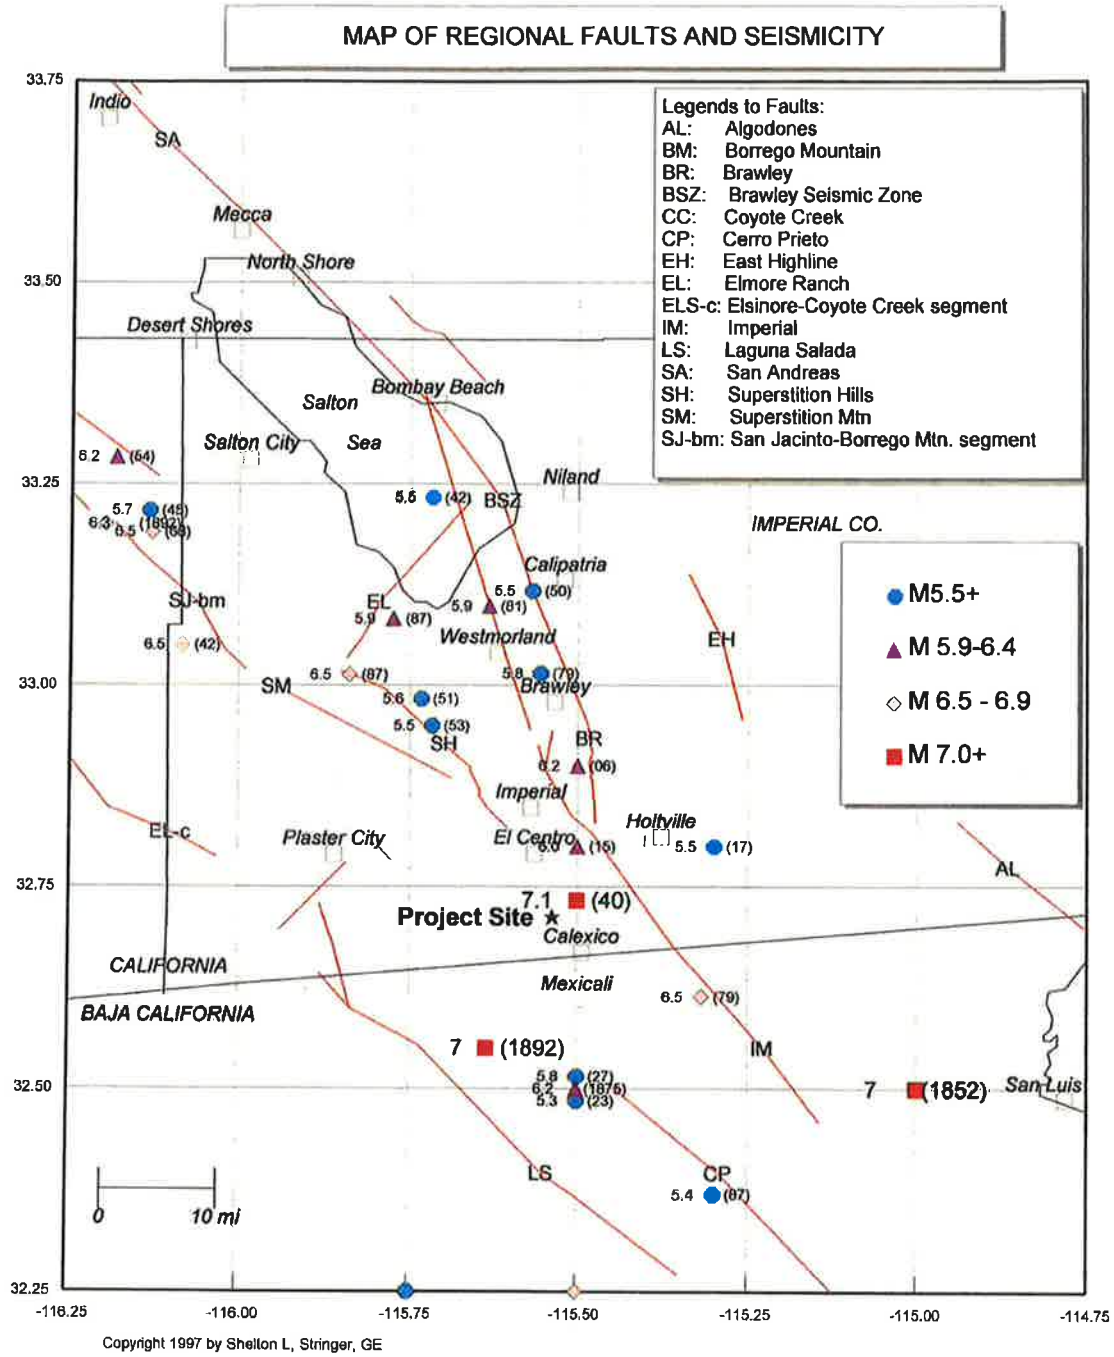 MAP OF REGIONAL FAULTS AND SEISMICITY
33.75
Indio
SA
Legends to Faults:
AL: Algodones
BM: Borrego Mountain
BR: Brawley
BSZ: Brawley Seismic Zone
CC: Coyote Creek
CP: Cerro Prieto
EH: East Highline
EL: Elmore Ranch
ELS-c: Elsinore-Coyote Creek segment
IM: Imperial
LS: Laguna Salada
SA: San Andreas
SH: Superstition Hills
SM: Superstition Mtn
SJ-bm: San Jacinto-Borrego Mtn. segment
Mecca
North Shore
33.50
Desert Shores
Bombay Beach
Salton
Sea
Salton City
6.2 (54)
33.25
5.5 (42)
BSZ
Niland
5.7 (45)
6.3 (1892)
6.5 (68)
IMPERIAL CO.
Calipatria
5.5 (50)
SJ-bm
EL
5.9 (87)
5.9 (81)
M5.5+
M 5.9-6.4
M 6.5 - 6.9
M 7.0+
Westmorland
EH
6.5 (42)
6.5 (87)
5.8 (79)
33.00
SM
5.6 (51)
Brawley
5.5 (53)
SH
BR
6.2 (06)
Imperial
EL-c
Plaster City
El Centro
6.0 (15)
Holtville
5.5 (17)
AL
32.75
7.1 (40)
Project Site
Calexico
CALIFORNIA
Mexicali
BAJA CALIFORNIA
6.5 (79)
7 (1892)
IM
5.8 (27)
6.2 (1875)
5.3 (23)
32.50
7 (1852)
San Luis
LS
CP
5.4 (87)
0 10 mi
32.25
-116.25 -116.00 -115.75 -115.50 -115.25 -115.00 -114.75
Copyright 1997 by Shelton L, Stringer, GE